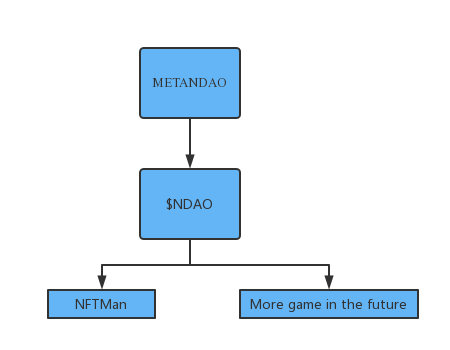 METANDAO
$NDAO
NFTMan
More game in the future